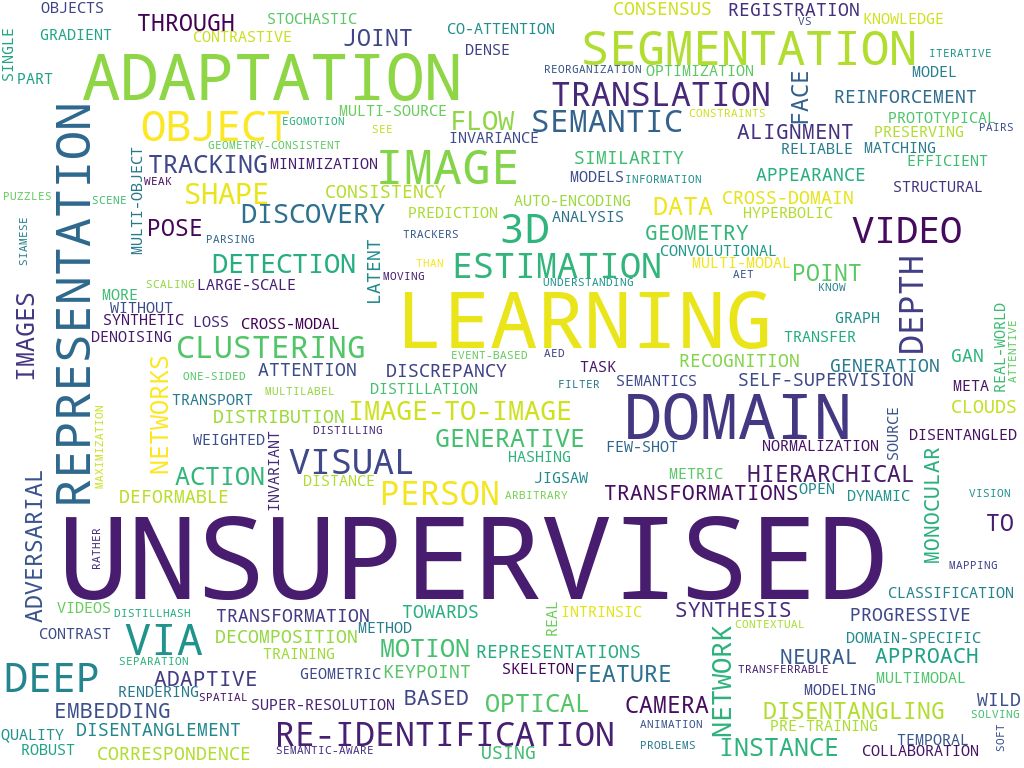 OBJECTS
THROUGH
STOCHASTIC
CONSENSUS
REGISTRATION
VS
KNOWLEDGE
SINGLE
GRADIENT
CONTRASTIVE
JOINT
CO-ATTENTION
DENSE
SEGMENTATION
ITERATIVE
PART
ADAPTATION
REORGANIZATION
OPTIMIZATION
MODEL
TRANSLATION
FACE
REINFORCEMENT
REPRESENTATION
OBJECT
MULTI-SOURCE
EGOMOTION
SEE
FLOW
SEMANTIC
CONSTRAINTS
PROTOTYPICAL
PAIRS
INVARIANCE
ALIGNMENT
PRESERVING
GEOMETRY-CONSISTENT
RELIABLE
MATCHING
MULTI-OBJECT
TRACKING
MINIMIZATION
IMAGE
SIMILARITY
EFFICIENT
WEAK
MODELS
INFORMATION
APPEARANCE
STRUCTURAL
PUZZLES
SCENE
SHAPE
CONSISTENCY
AUTO-ENCODING
DATA
CROSS-DOMAIN
SIAMESE
POSE
DISCOVERY
PREDICTION
ANALYSIS
HYPERBOLIC
PARSING
TRACKERS
3D
GEOMETRY
VIDEO
LATENT
CONVOLUTIONAL
DETECTION
THAN
ESTIMATION
MULTI-MODAL
AET
POINT
DEPTH
SCALING
LARGE-SCALE
MOVING
UNDERSTANDING
KNOW
IMAGES
MORE
WITHOUT
LEARNING
SYNTHETIC
LOSS
CROSS-MODAL
GRAPH
REAL-WORLD
ATTENTIVE
DENOISING
TRANSFER
CLUSTERING
EVENT-BASED
AED
GAN
NETWORKS
ONE-SIDED
ATTENTION
DISCREPANCY
TASK
RECOGNITION
GENERATION
TRANSPORT
MULTILABEL
DISTILLATION
FILTER
SEMANTICS
SELF-SUPERVISION
META
MAXIMIZATION
DISTRIBUTION
IMAGE-TO-IMAGE
DOMAIN
SOURCE
CLOUDS
WEIGHTED
DISTILLING
GENERATIVE
FEW-SHOT
NORMALIZATION
DISENTANGLED
INVARIANT
VISUAL
HASHING
ACTION
DISTANCE
JIGSAW
METRIC
HIERARCHICAL
MONOCULAR
ADVERSARIAL
DEFORMABLE
PERSON
ARBITRARY
TRANSFORMATIONS
OPEN
DYNAMIC
VISION
RATHER
UNSUPERVISED
TO
MAPPING
CLASSIFICATION
VIDEOS
DISTILLHASH
TRANSFORMATION
TOWARDS
REAL
INTRINSIC
SYNTHESIS
PROGRESSIVE
CONTRAST
VIA
DECOMPOSITION
METHOD
CONTEXTUAL
DOMAIN-SPECIFIC
SEPARATION
TRAINING
MOTION
REPRESENTATIONS
NETWORK
NEURAL
APPROACH
DEEP
ADAPTIVE
GEOMETRIC
KEYPOINT
SKELETON
FEATURE
TRANSFERRABLE
MULTIMODAL
RENDERING
SPATIAL
SUPER-RESOLUTION
BASED
OPTICAL
CAMERA
MODELING
WILD
EMBEDDING
DISENTANGLING
SOLVING
QUALITY
DISENTANGLEMENT
RE-IDENTIFICATION
ANIMATION
PRE-TRAINING
TEMPORAL
SOFT
ROBUST
CORRESPONDENCE
SEMANTIC-AWARE
USING
PROBLEMS
INSTANCE
COLLABORATION